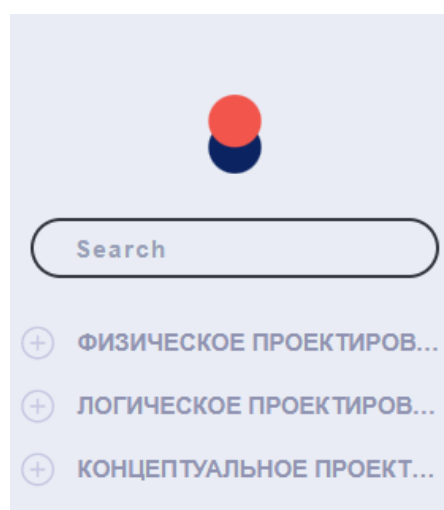 Search
ФИЗИЧЕСКОЕ ПРОЕКТИРОВ...
ЛОГИЧЕСКОЕ ПРОЕКТИРОВ...
КОНЦЕПТУАЛЬНОЕ ПРОЕКТ...